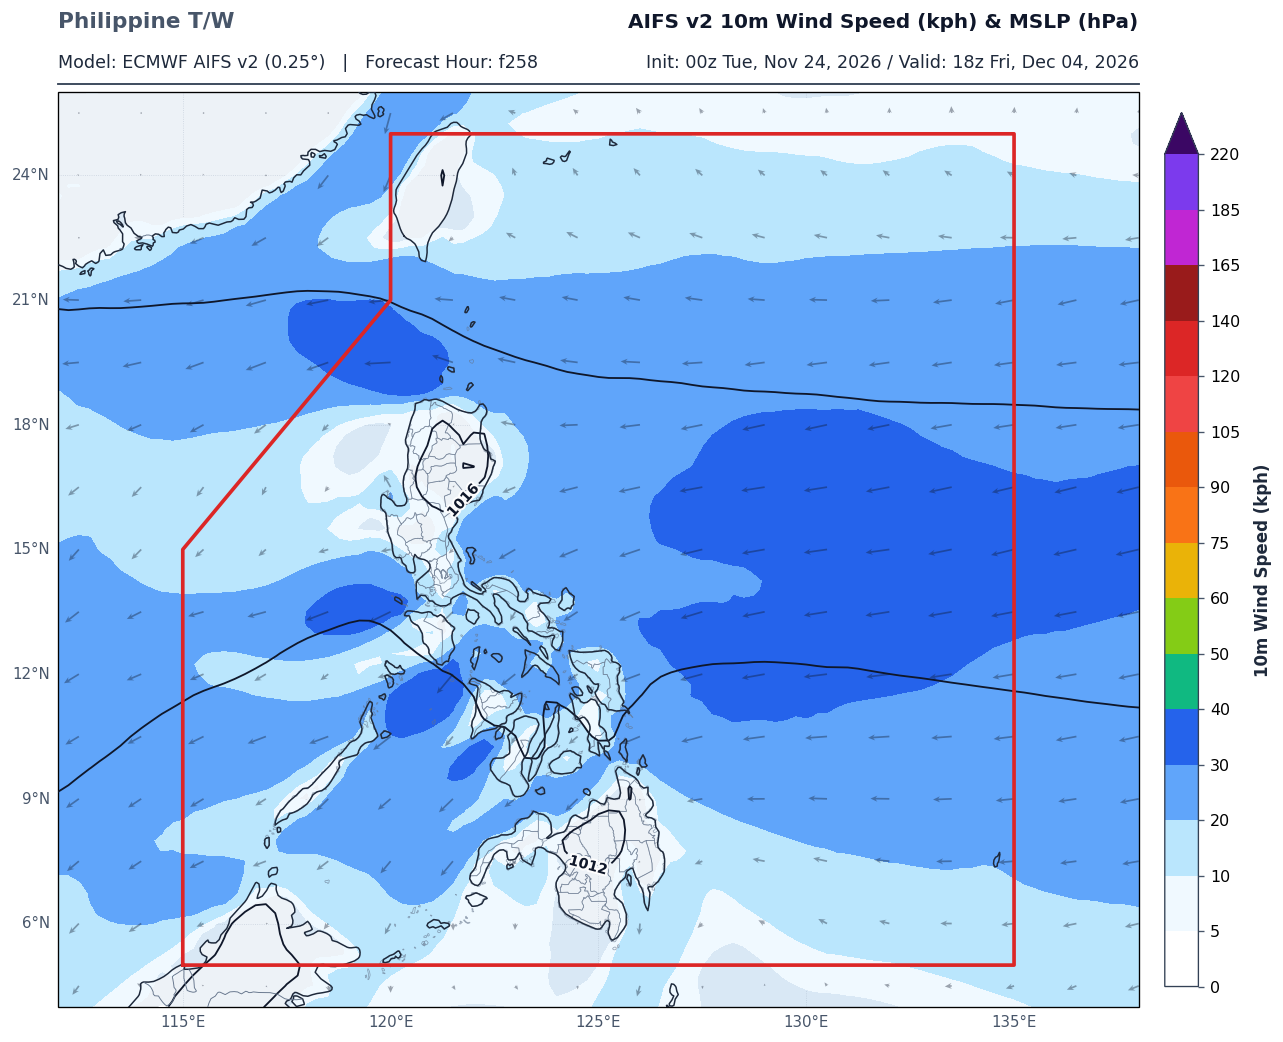 Philippine T/W
AIFS v2 10m Wind Speed (kph) & MSLP (hPa)
Model: ECMWF AIFS v2 (0.25°) | Forecast Hour: f258
Init: 00z Tue, Nov 24, 2026 / Valid: 18z Fri, Dec 04, 2026
24°N
21°N
18°N
15°N
12°N
9°N
6°N
1016
1012
115°E
120°E
125°E
130°E
135°E
220
185
165
140
120
105
90
75
60
50
40
30
20
10
5
0
10m Wind Speed (kph)